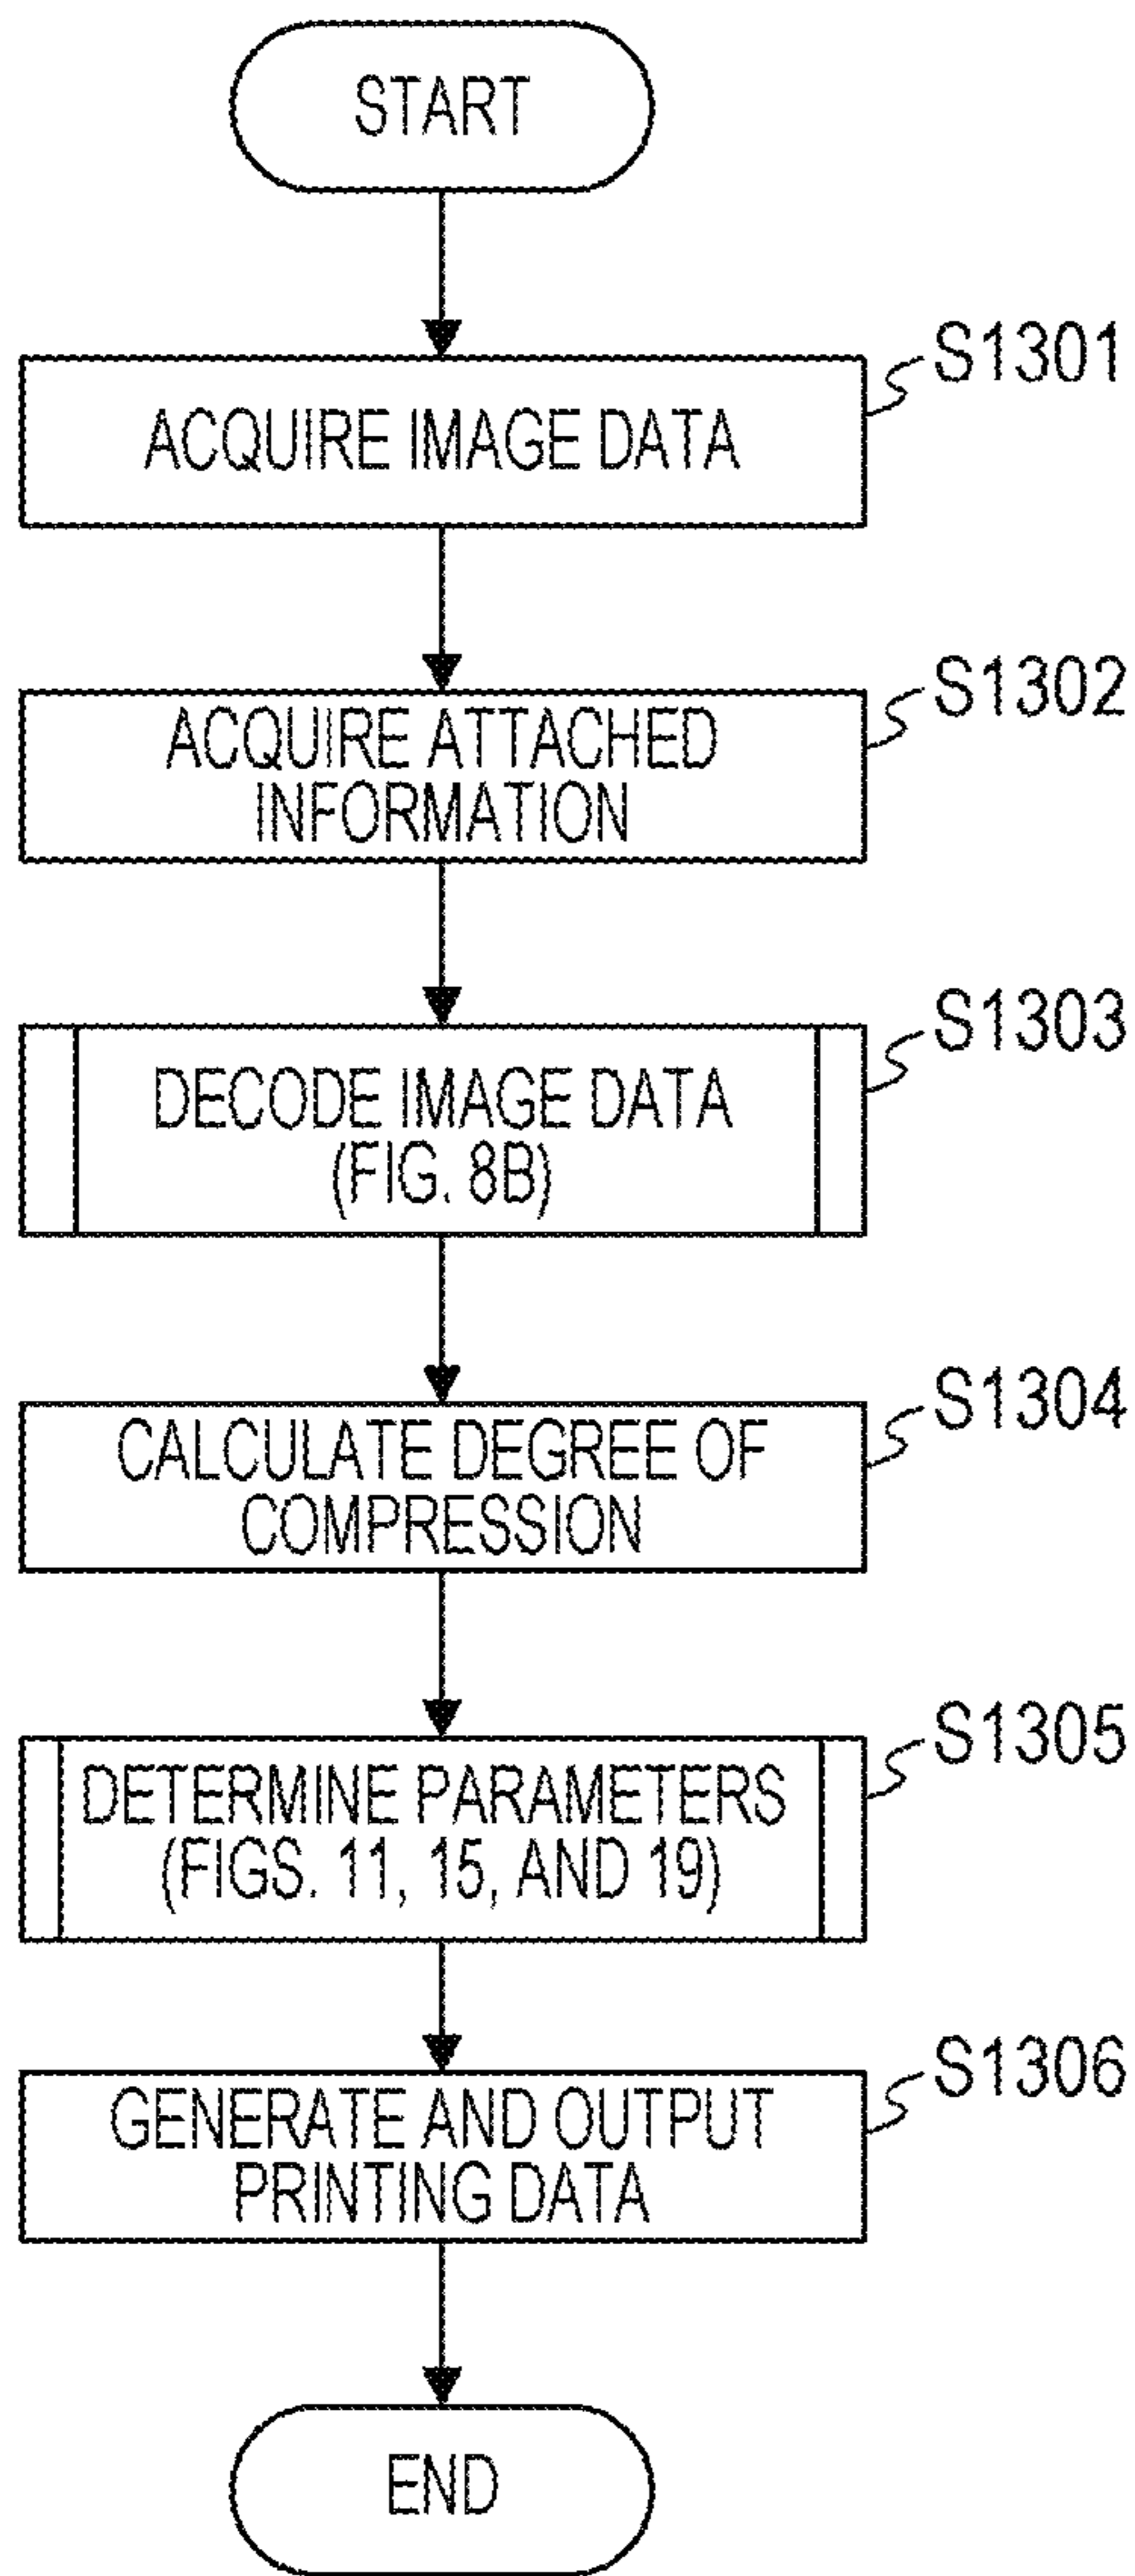 START
S1301
ACQUIRE IMAGE DATA
S1302
ACQUIRE ATTACHED
INFORMATION
S1303
DECODE IMAGE DATA
(FIG. 8B)
S1304
CALCULATE DEGREE OF
COMPRESSION
S1305
DETERMINE PARAMETERS
(FIGS. 11, 15, AND 19)
S1306
GENERATE AND OUTPUT
PRINTING DATA
END